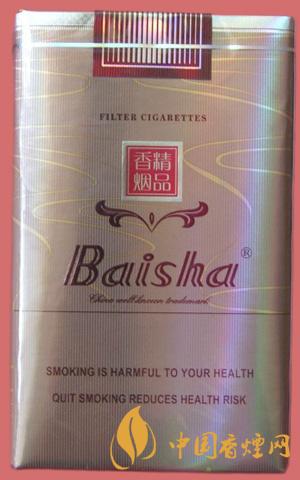 FILTER CIGARETTES
香精
烟品
Baisha®
China well-known trademark
SMOKING IS HARMFUL TO YOUR HEALTH
QUIT SMOKING REDUCES HEALTH RISK
中国香烟网